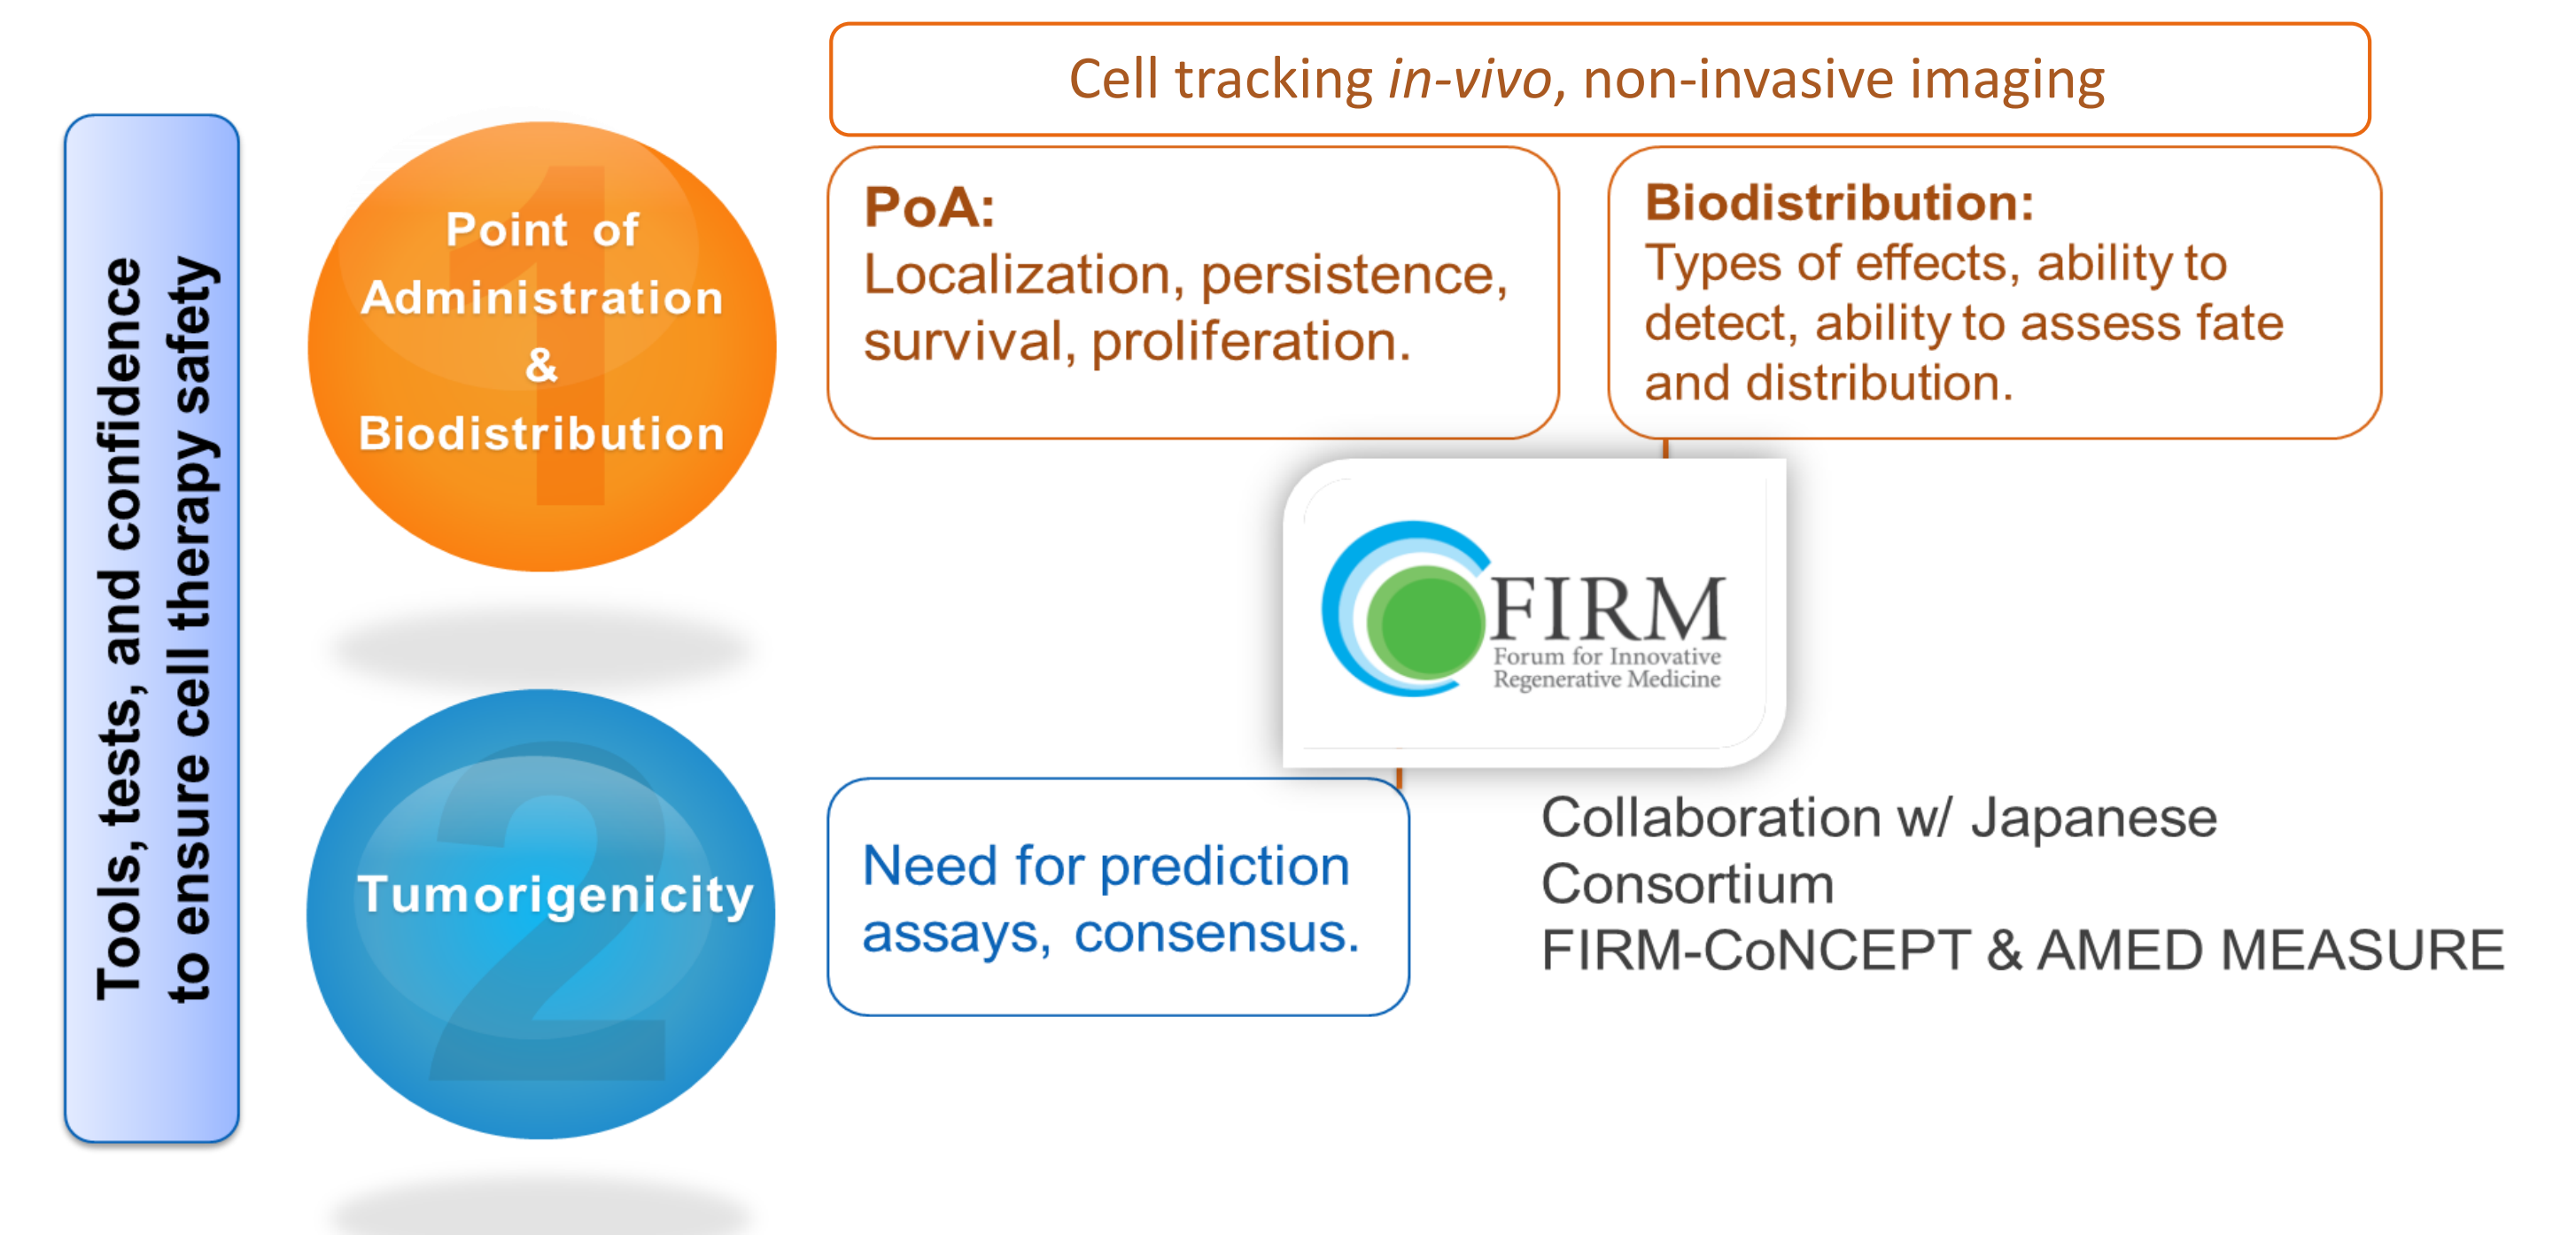 Tools, tests, and confidence
to ensure cell therapy safety
1
Point of
Administration
&
Biodistribution
Cell tracking in-vivo, non-invasive imaging
PoA:
Localization, persistence,
survival, proliferation.
Biodistribution:
Types of effects, ability to
detect, ability to assess fate
and distribution.
FIRM
Forum for Innovative
Regenerative Medicine
2
Tumorigenicity
Need for prediction
assays, consensus.
Collaboration w/ Japanese
Consortium
FIRM-CoNCEPT & AMED MEASURE